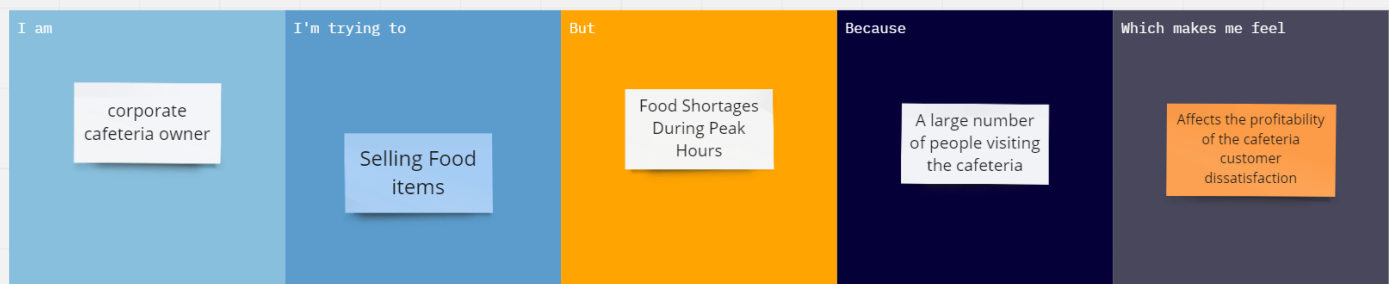 I am
corporate
cafeteria owner
I'm trying to
Selling Food
items
But
Food Shortages
During Peak
Hours
Because
A large number
of people visiting
the cafeteria
Which makes me feel
Affects the profitability
of the cafeteria
customer
dissatisfaction